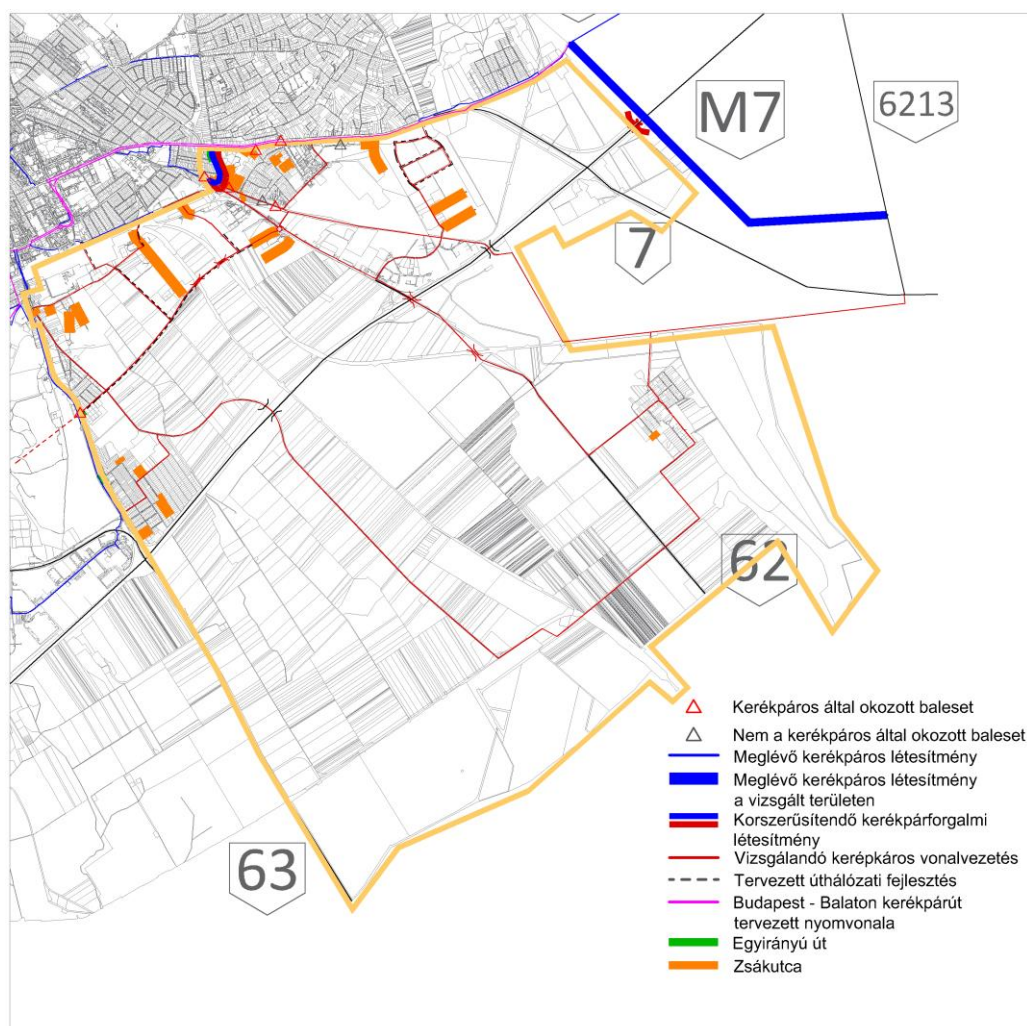 M7
6213
7
62
63
Kerékpáros által okozott baleset
Nem a kerékpáros által okozott baleset
Meglévő kerékpáros létesítmény
Meglévő kerékpáros létesítmény
a vizsgált területen
Korszerűsítendő kerékpárforgalmi
létesítmény
Vizsgálandó kerépkáros vonalvezetés
Tervezett úthálózati fejlesztés
Budapest - Balaton kerékpárút
tervezett nyomvonala
Egyirányú út
Zsákutca